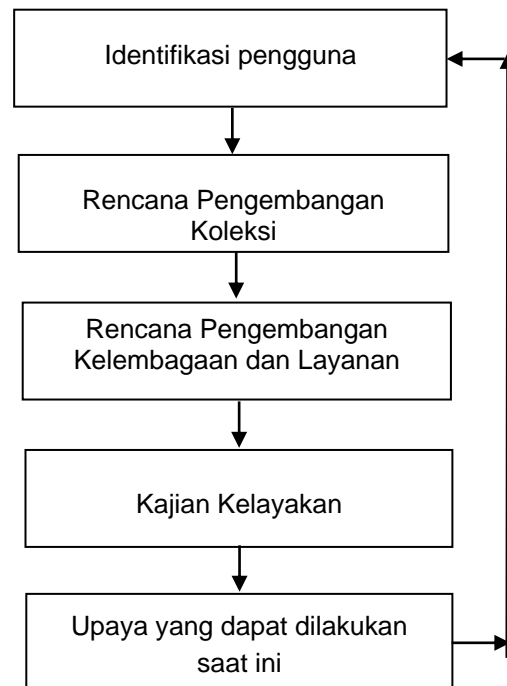 Identifikasi pengguna
Rencana Pengembangan
Koleksi
Rencana Pengembangan
Kelembagaan dan Layanan
Kajian Kelayakan
Upaya yang dapat dilakukan
saat ini